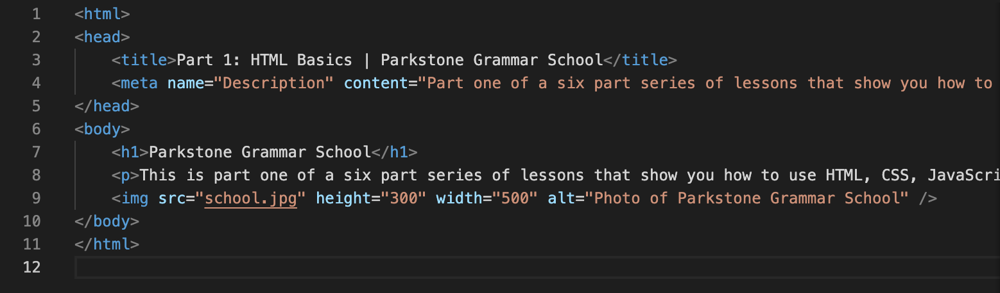 1 <html>
2 <head>
3 <title>Part 1: HTML Basics | Parkstone Grammar School</title>
4 <meta name="Description" content="Part one of a six part series of lessons that show you how to
5 </head>
6 <body>
7 <h1>Parkstone Grammar School</h1>
8 <p>This is part one of a six part series of lessons that show you how to use HTML, CSS, JavaScri
9 <img src="school.jpg" height="300" width="500" alt="Photo of Parkstone Grammar School" />
10 </body>
11 </html>
12